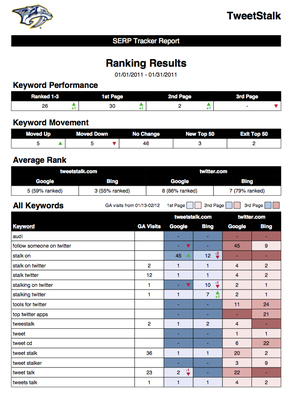 TweetStalk
SERP Tracker Report
Ranking Results
01/01/2011 - 01/31/2011
Keyword Performance
Ranked 1-3 1st Page 2nd Page 3rd Page
26 30 2 -
Keyword Movement
Moved Up Moved Down No Change New Top 50 Exit Top 50
5 5 46 3 2
Average Rank
tweetstalk.com twitter.com
Google Bing Google Bing
5 (59% ranked) 3 (55% ranked) 8 (86% ranked) 7 (79% ranked)
All Keywords GA visits from 01/13-02/12 1st Page 2nd Page 3rd Page
tweetstalk.com twitter.com
Keyword GA Visits Google Bing Google Bing
audi - - - -
follow someone on twitter - - 45 9
stalk on 45 12 - -
stalk on twitter 2 1 1 4 2
stalk twitter 12 1 1 4 2
stalking on twitter 1 - 10 2 1
stalking twitter 1 1 7 2 1
tools for twitter - - 11 24
top twitter apps - - - 21
tweestalk 2 1 2 4 -
tweet - - 1 1
tweet cd - - 6 22
tweet stalk 36 1 1 20 2
tweet stalker 1 1 3 9
tweet talk 23 2 - 22 -
tweets talk 1 1 1 4 2